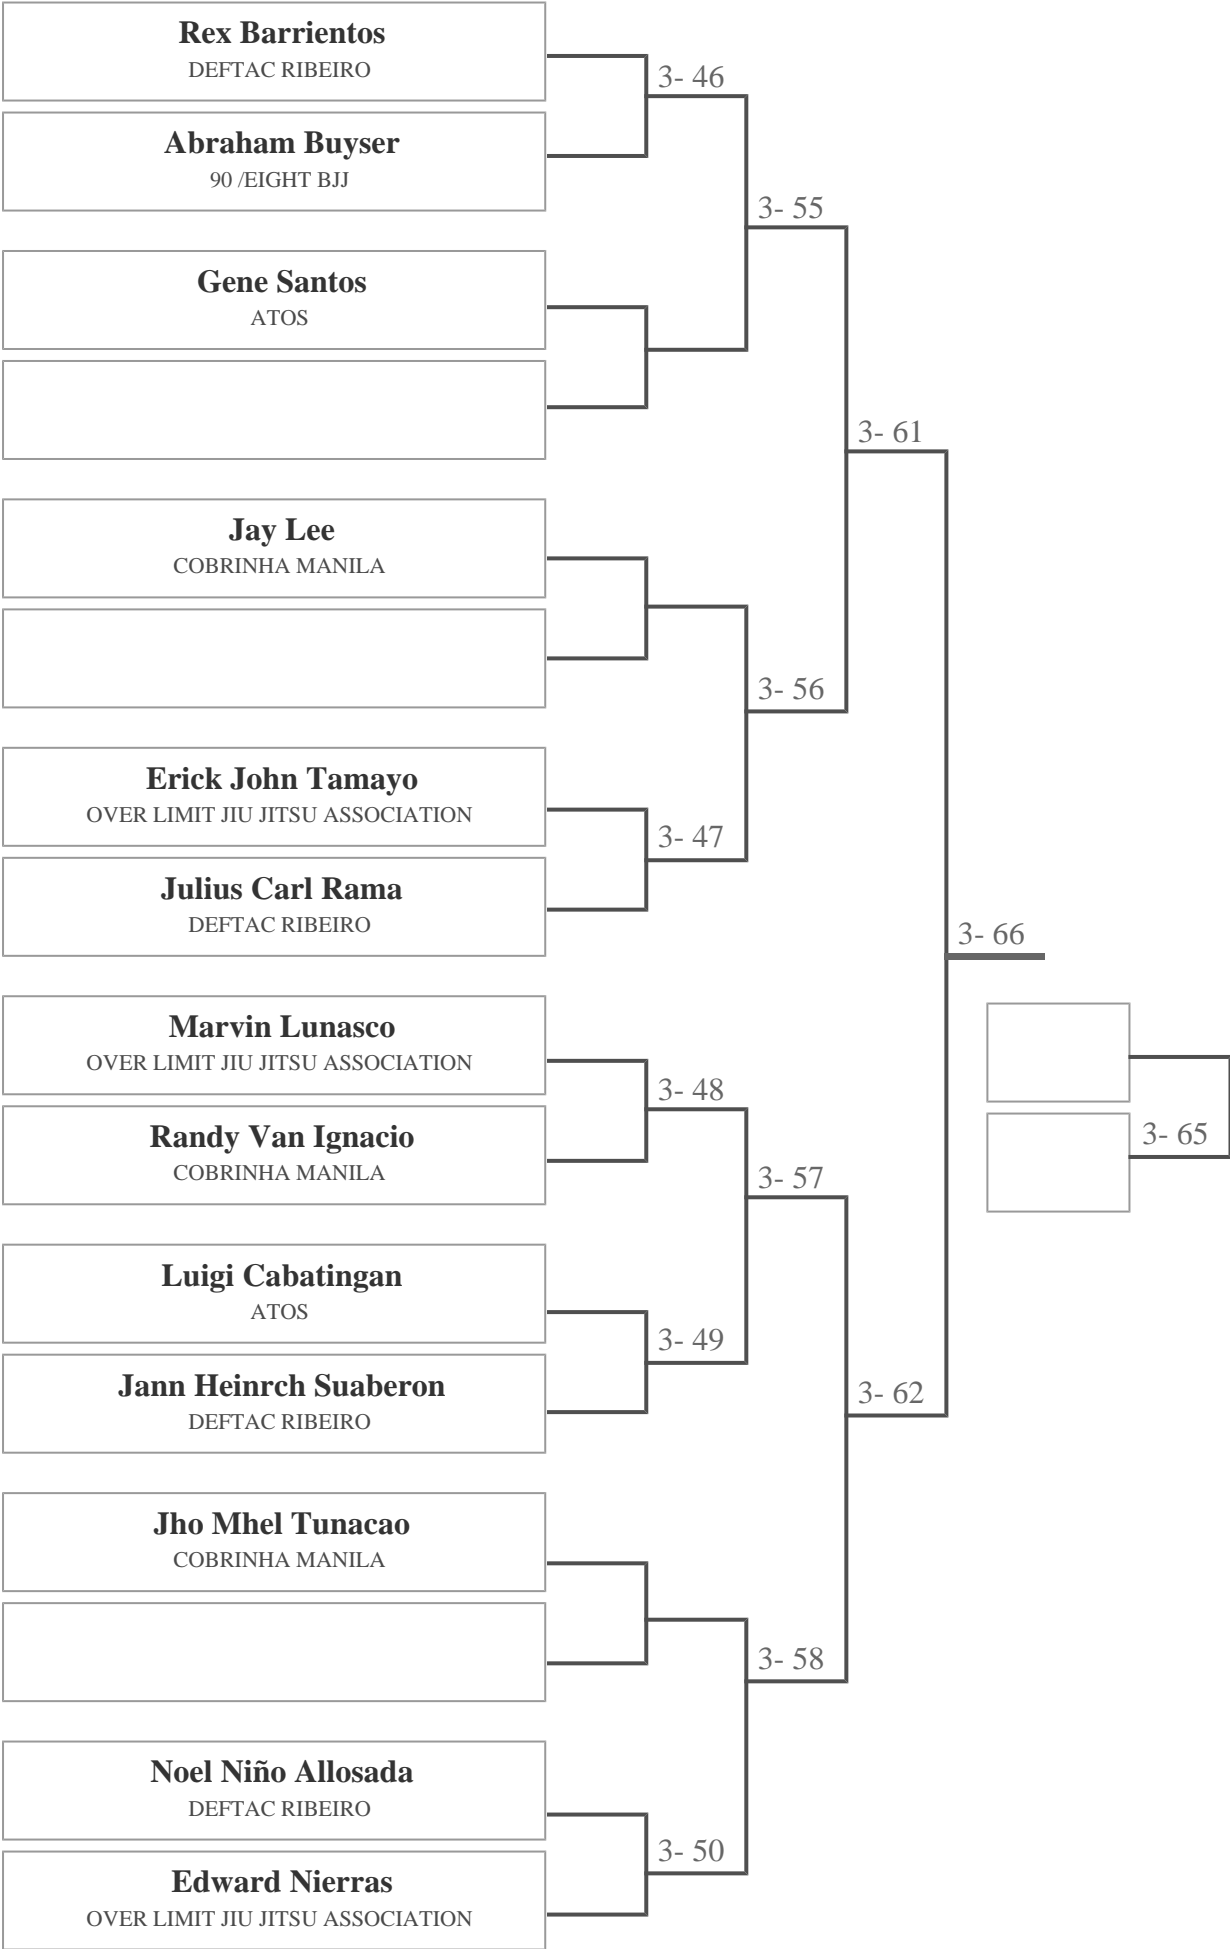 Rex Barrientos
DEFTAC RIBEIRO
3- 46
Abraham Buyser
90 /EIGHT BJJ
3- 55
Gene Santos
ATOS
3- 61
Jay Lee
COBRINHA MANILA
3- 56
Erick John Tamayo
OVER LIMIT JIU JITSU ASSOCIATION
3- 47
Julius Carl Rama
DEFTAC RIBEIRO
3- 66
Marvin Lunasco
OVER LIMIT JIU JITSU ASSOCIATION
3- 48
Randy Van Ignacio
COBRINHA MANILA
3- 65
3- 57
Luigi Cabatingan
ATOS
3- 49
Jann Heinrch Suaberon
DEFTAC RIBEIRO
3- 62
Jho Mhel Tunacao
COBRINHA MANILA
3- 58
Noel Niño Allosada
DEFTAC RIBEIRO
3- 50
Edward Nierras
OVER LIMIT JIU JITSU ASSOCIATION